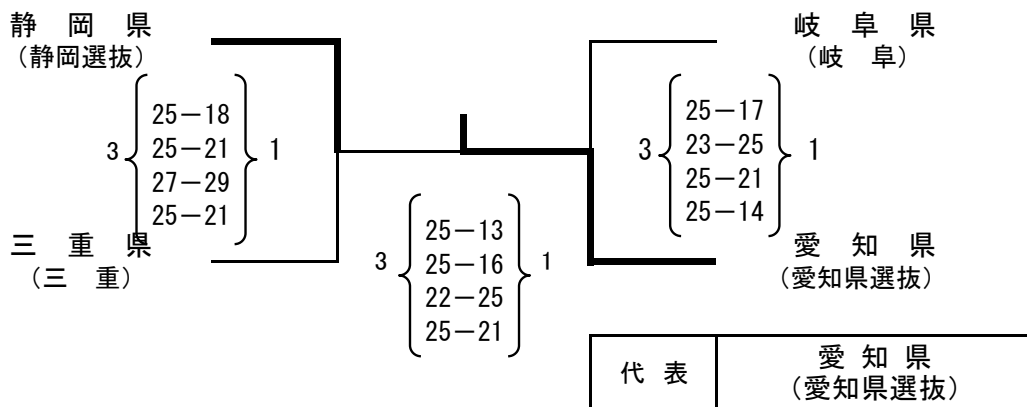 静 岡 県
(静岡選抜)
3 25－18 1
25－21
27－29
25－21
三 重 県
(三 重)
岐 阜 県
(岐 阜)
3 25－17 1
23－25
25－21
25－14
愛 知 県
(愛知県選抜)
3 25－13 1
25－16
22－25
25－21
代 表
愛 知 県
(愛知県選抜)